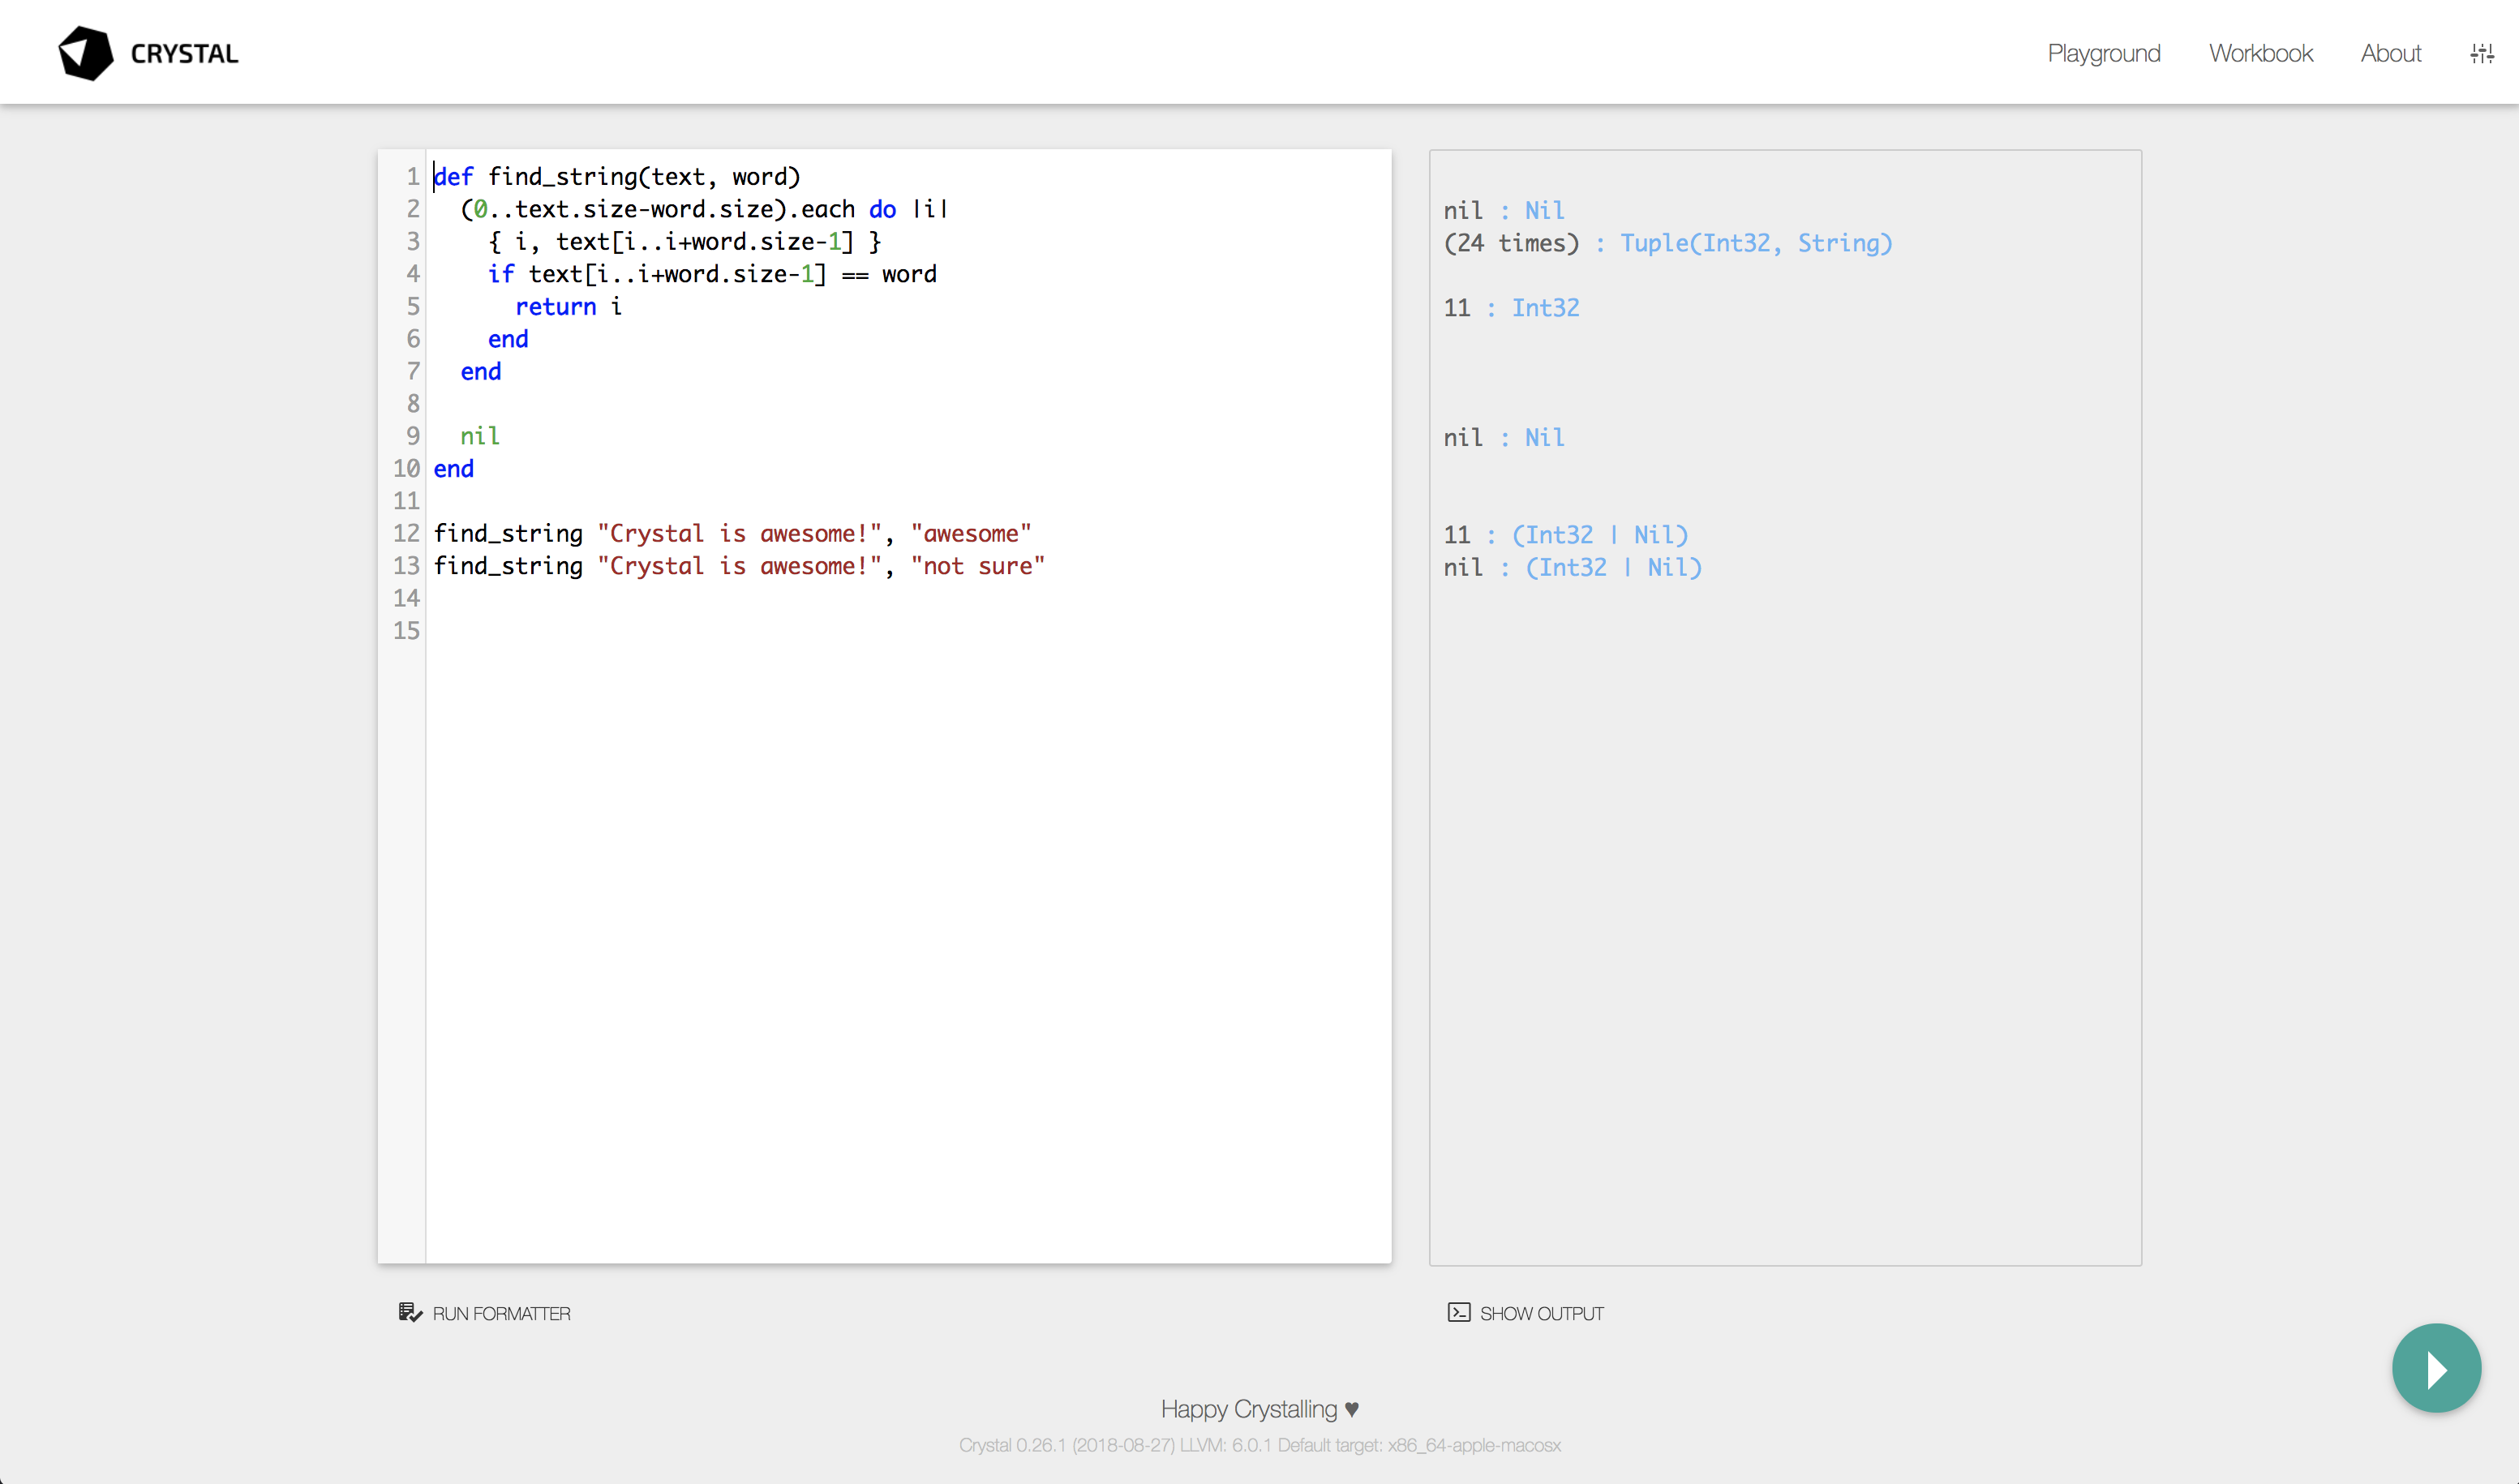 CRYSTAL
Playground Workbook About
1 def find_string(text, word)
2   (0..text.size-word.size).each do |i|
3     { i, text[i..i+word.size-1] }
4     if text[i..i+word.size-1] == word
5       return i
6     end
7   end
8
9   nil
10 end
11
12 find_string "Crystal is awesome!", "awesome"
13 find_string "Crystal is awesome!", "not sure"
14
15
nil : Nil
(24 times) : Tuple(Int32, String)
11 : Int32
nil : Nil
11 : (Int32 | Nil)
nil : (Int32 | Nil)
RUN FORMATTER
SHOW OUTPUT
Happy Crystalling ♥
Crystal 0.26.1 (2018-08-27) LLVM: 6.0.1 Default target: x86_64-apple-macosx